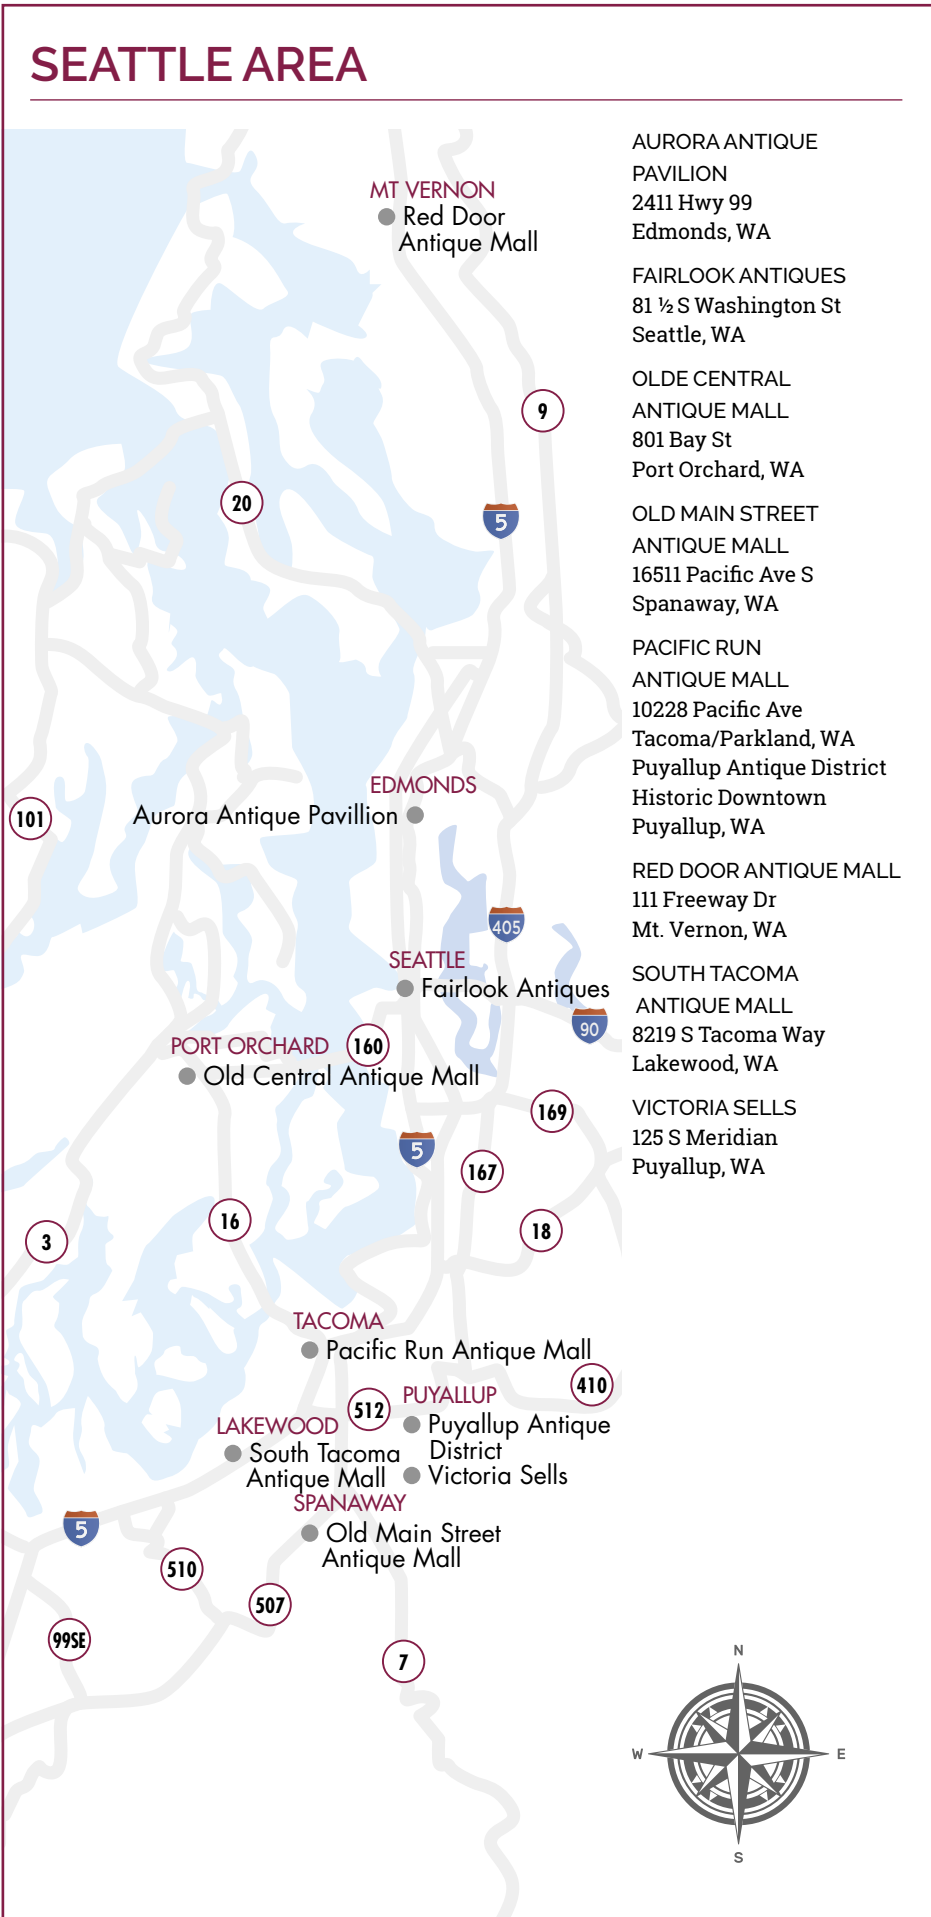 SEATTLE AREA
MT VERNON
Red Door
Antique Mall
9
20
5
EDMONDS
Aurora Antique Pavillion
101
405
SEATTLE
Fairlook Antiques
90
PORT ORCHARD
160
Old Central Antique Mall
169
5
167
16
18
3
TACOMA
Pacific Run Antique Mall
410
PUYALLUP
512
Puyallup Antique
District
Victoria Sells
LAKEWOOD
South Tacoma
Antique Mall
SPANAWAY
Old Main Street
Antique Mall
5
510
507
99SE
7
AURORA ANTIQUE
PAVILION
2411 Hwy 99
Edmonds, WA
FAIRLOOK ANTIQUES
81 ½ S Washington St
Seattle, WA
OLDE CENTRAL
ANTIQUE MALL
801 Bay St
Port Orchard, WA
OLD MAIN STREET
ANTIQUE MALL
16511 Pacific Ave S
Spanaway, WA
PACIFIC RUN
ANTIQUE MALL
10228 Pacific Ave
Tacoma/Parkland, WA
Puyallup Antique District
Historic Downtown
Puyallup, WA
RED DOOR ANTIQUE MALL
111 Freeway Dr
Mt. Vernon, WA
SOUTH TACOMA
ANTIQUE MALL
8219 S Tacoma Way
Lakewood, WA
VICTORIA SELLS
125 S Meridian
Puyallup, WA
N
W
E
S